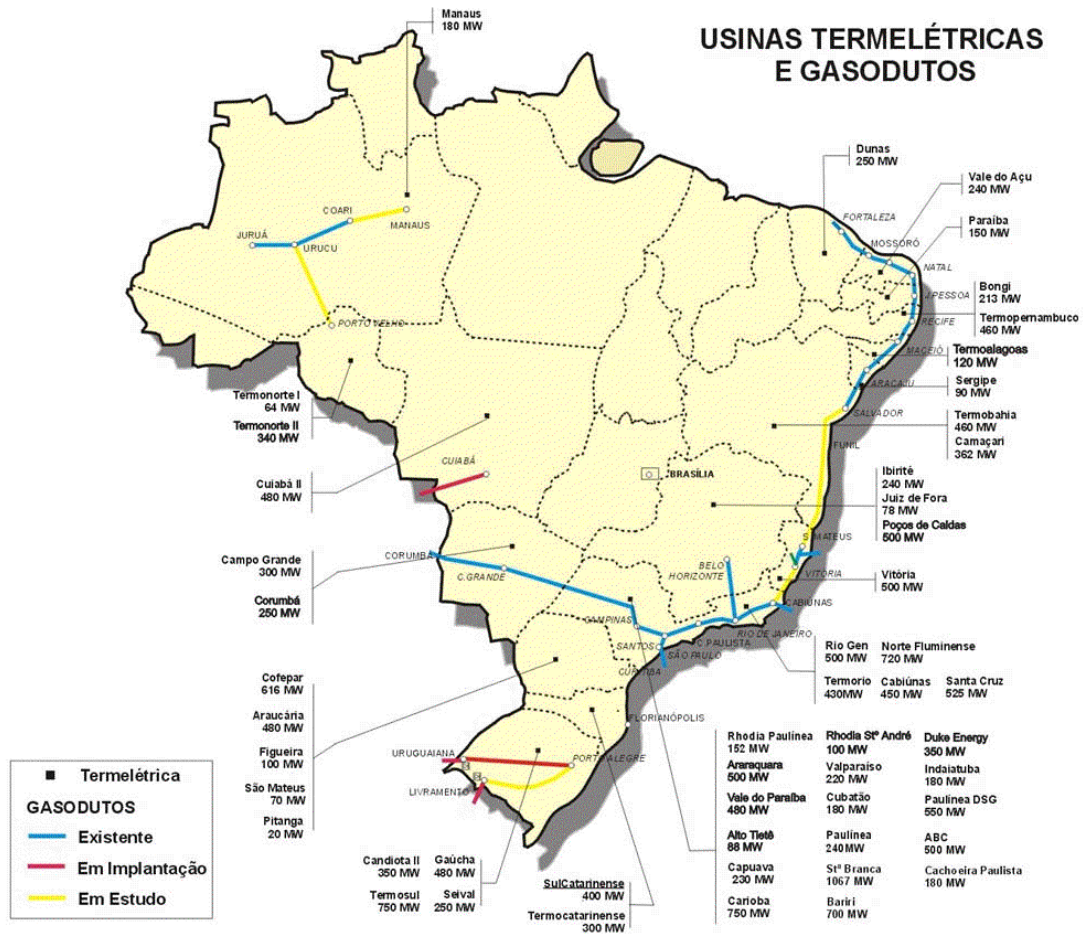 USINAS TERMELÉTRICAS
E GASODUTOS
Manaus
180 MW
Dunas
250 MW
Vale do Açu
240 MW
Paraíba
150 MW
Bongi
213 MW
Termopernambuco
460 MW
Termoalagoas
120 MW
Sergipe
90 MW
Termobahia
460 MW
Camaçari
362 MW
Ibirité
240 MW
Juiz de Fora
78 MW
Poços de Caldas
500 MW
Vitória
500 MW
Rio Gen
500 MW
Norte Fluminense
720 MW
Termorio
430MW
Cabiúnas
450 MW
Santa Cruz
525 MW
Rhodia Paulínea
152 MW
Rhodia Stº André
100 MW
Duke Energy
350 MW
Araraquara
500 MW
Valparaíso
220 MW
Indaiatuba
180 MW
Vale do Paraíba
480 MW
Cubatão
180 MW
Paulínea DSG
550 MW
Alto Tietê
88 MW
Paulínea
240MW
ABC
500 MW
Capuava
230 MW
Stª Branca
1067 MW
Cachoeira Paulista
180 MW
Carioba
750 MW
Bariri
700 MW
Termonorte I
64 MW
Termonorte II
340 MW
Cuiabá II
480 MW
Campo Grande
300 MW
Corumbá
250 MW
Cofepar
616 MW
Araucária
480 MW
Figueira
100 MW
São Mateus
70 MW
Pitanga
20 MW
Candiota II
350 MW
Gaúcha
480 MW
Termosul
750 MW
Seival
250 MW
SulCatarinense
400 MW
Termocatarinense
300 MW
COARI
MANAUS
JURUÁ
URUCU
PORTO VELHO
FORTALEZA
MOSSORÓ
NATAL
J.PESSOA
RECIFE
MACEIÓ
ARACAJU
SALVADOR
FUNIL
CUIABÁ
BRASÍLIA
S. MATEUS
VITÓRIA
CORUMBÁ
C.GRANDE
BELO
HORIZONTE
CABIÚNAS
CAMPINAS
RIO DE JANEIRO
C. PAULISTA
SANTOS
SÃO PAULO
CURITIBA
FLORIANÓPOLIS
URUGUAIANA
PORTO ALEGRE
LIVRAMENTO
Termelétrica
GASODUTOS
Existente
Em Implantação
Em Estudo